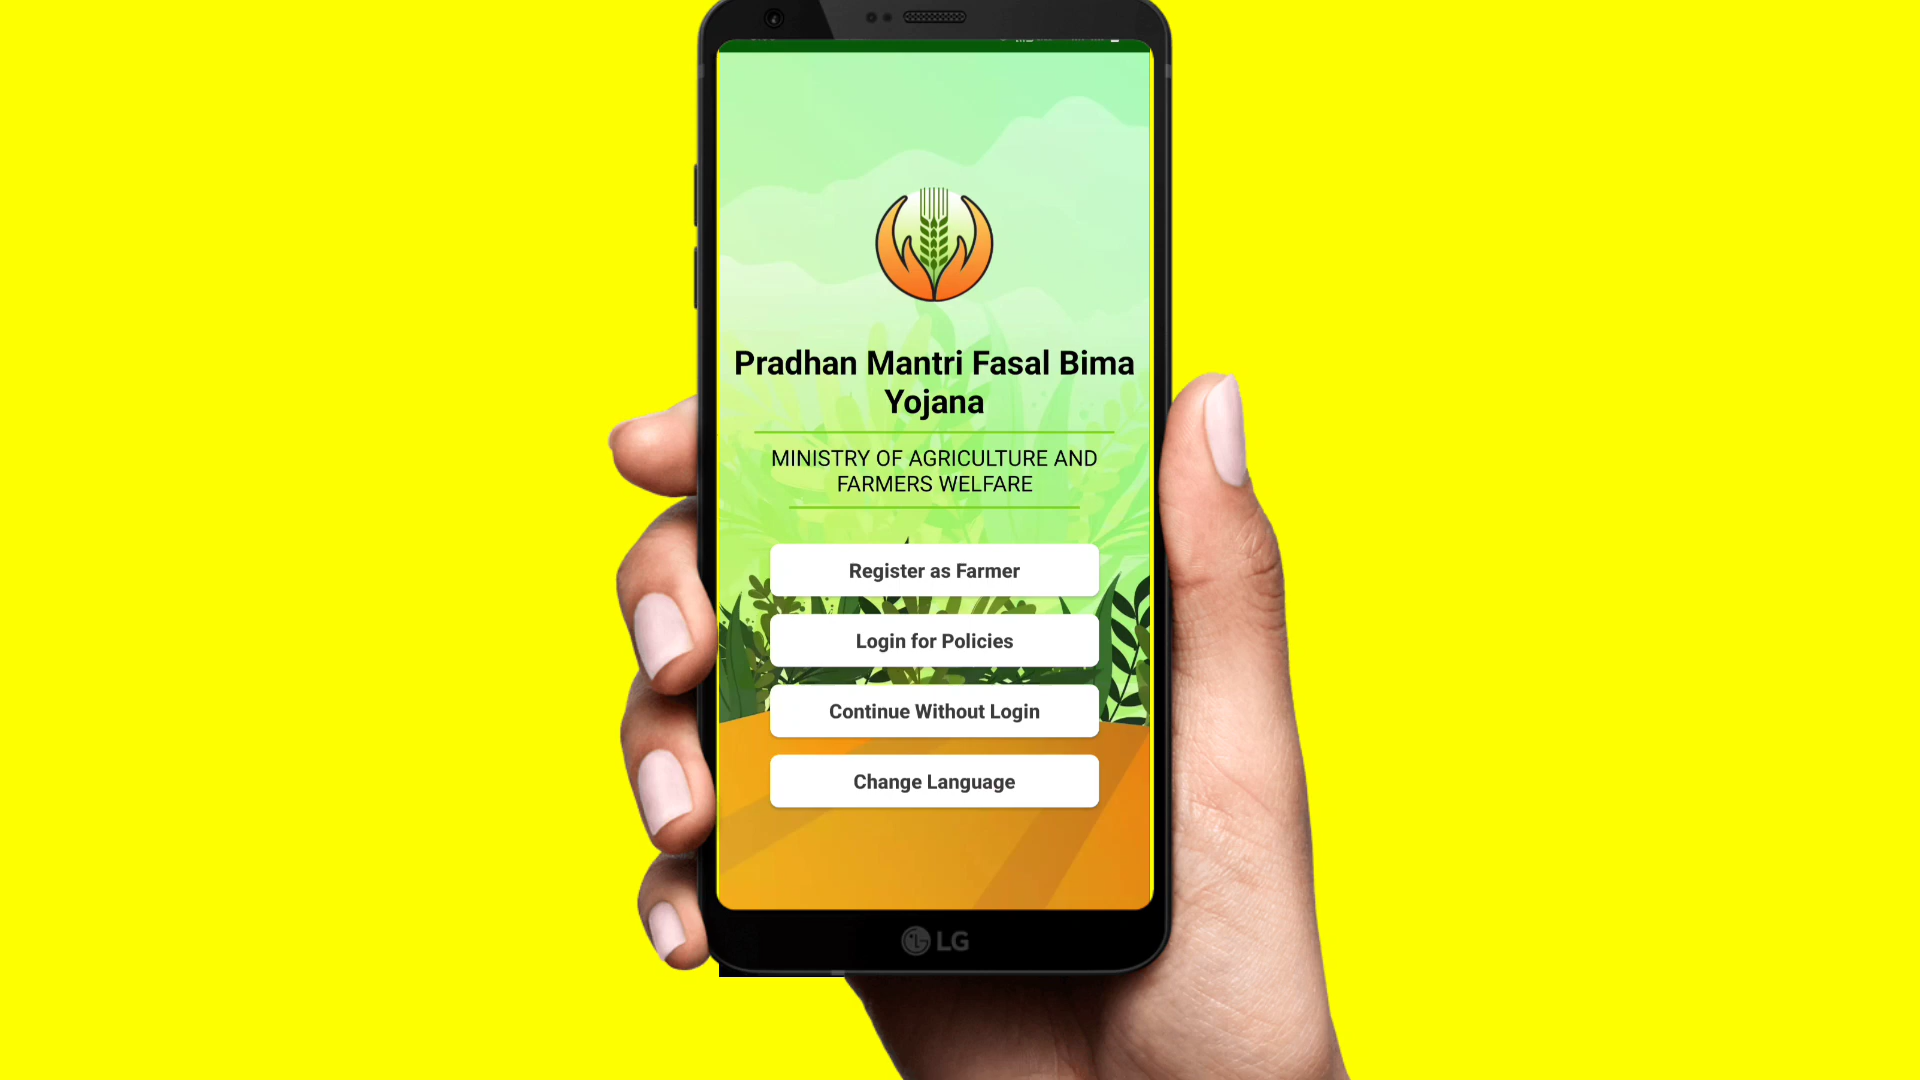 Pradhan Mantri Fasal Bima
Yojana
MINISTRY OF AGRICULTURE AND
FARMERS WELFARE
Register as Farmer
Login for Policies
Continue Without Login
Change Language
LG